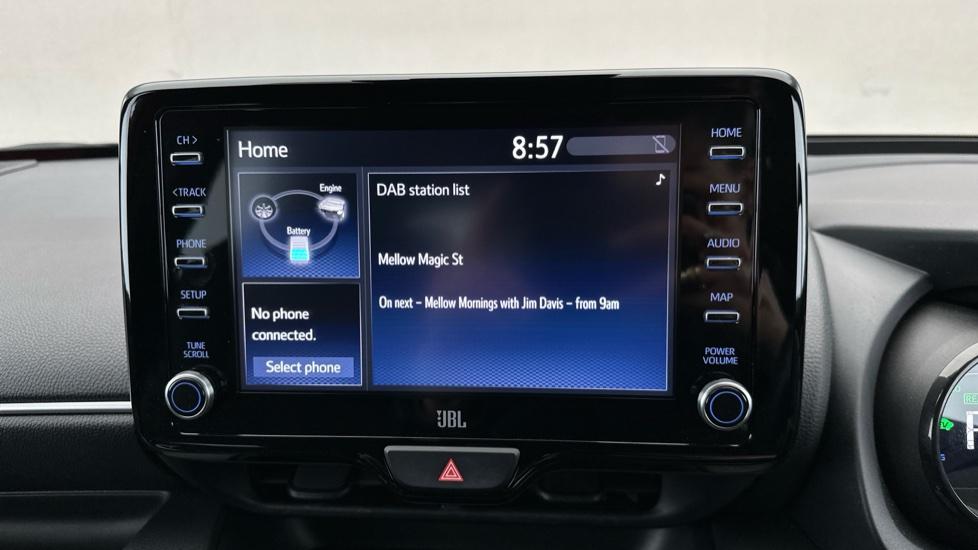 CH >
< TRACK
PHONE
SETUP
TUNE
SCROLL
Home
8:57
Engine
Battery
No phone
connected.
Select phone
DAB station list
Mellow Magic St
On next – Mellow Mornings with Jim Davis – from 9am
HOME
MENU
AUDIO
MAP
POWER
VOLUME
JBL